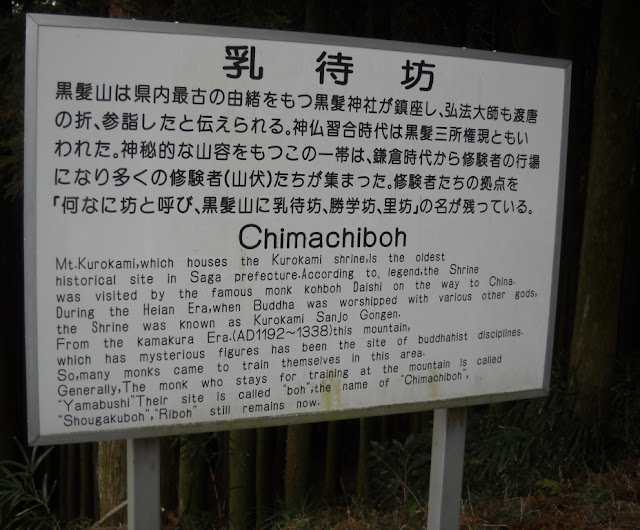 乳待坊
黒髪山は県内最古の由緒をもつ黒髪神社が鎮座し、弘法大師も渡唐
の折、参詣したと伝えられる。神仏習合時代は黒髪三所権現ともい
われた。神秘的な山容をもつこの一帯は、鎌倉時代から修験者の行場
になり多くの修験者(山伏)たちが集まった。修験者たちの拠点を
「何なに坊と呼び、黒髪山に乳待坊、勝学坊、里坊」の名が残っている。
Chimachiboh
Mt.Kurokami,which houses the Kurokami shrine,is the oldest
historical site in Saga prefecture.According to, legend,the Shrine
was visited by the famous monk kohboh Daishi on the way to China.
During the Heian Era,when Buddha was worshipped with various other gods,
the Shrine was known as Kurokami Sanjo Gongen.
From the kamakura Era.(AD1192~1338)this mountain,
which has mysterious figures has been the site of buddhahist disciplines.
So,many monks came to train themselves in this area.
Generally,The monk who stays for training at the mountain is called
"Yamabushi"Their site is called "boh",the name of "Chimachiboh",
"Shougakuboh","Riboh" still remains now.